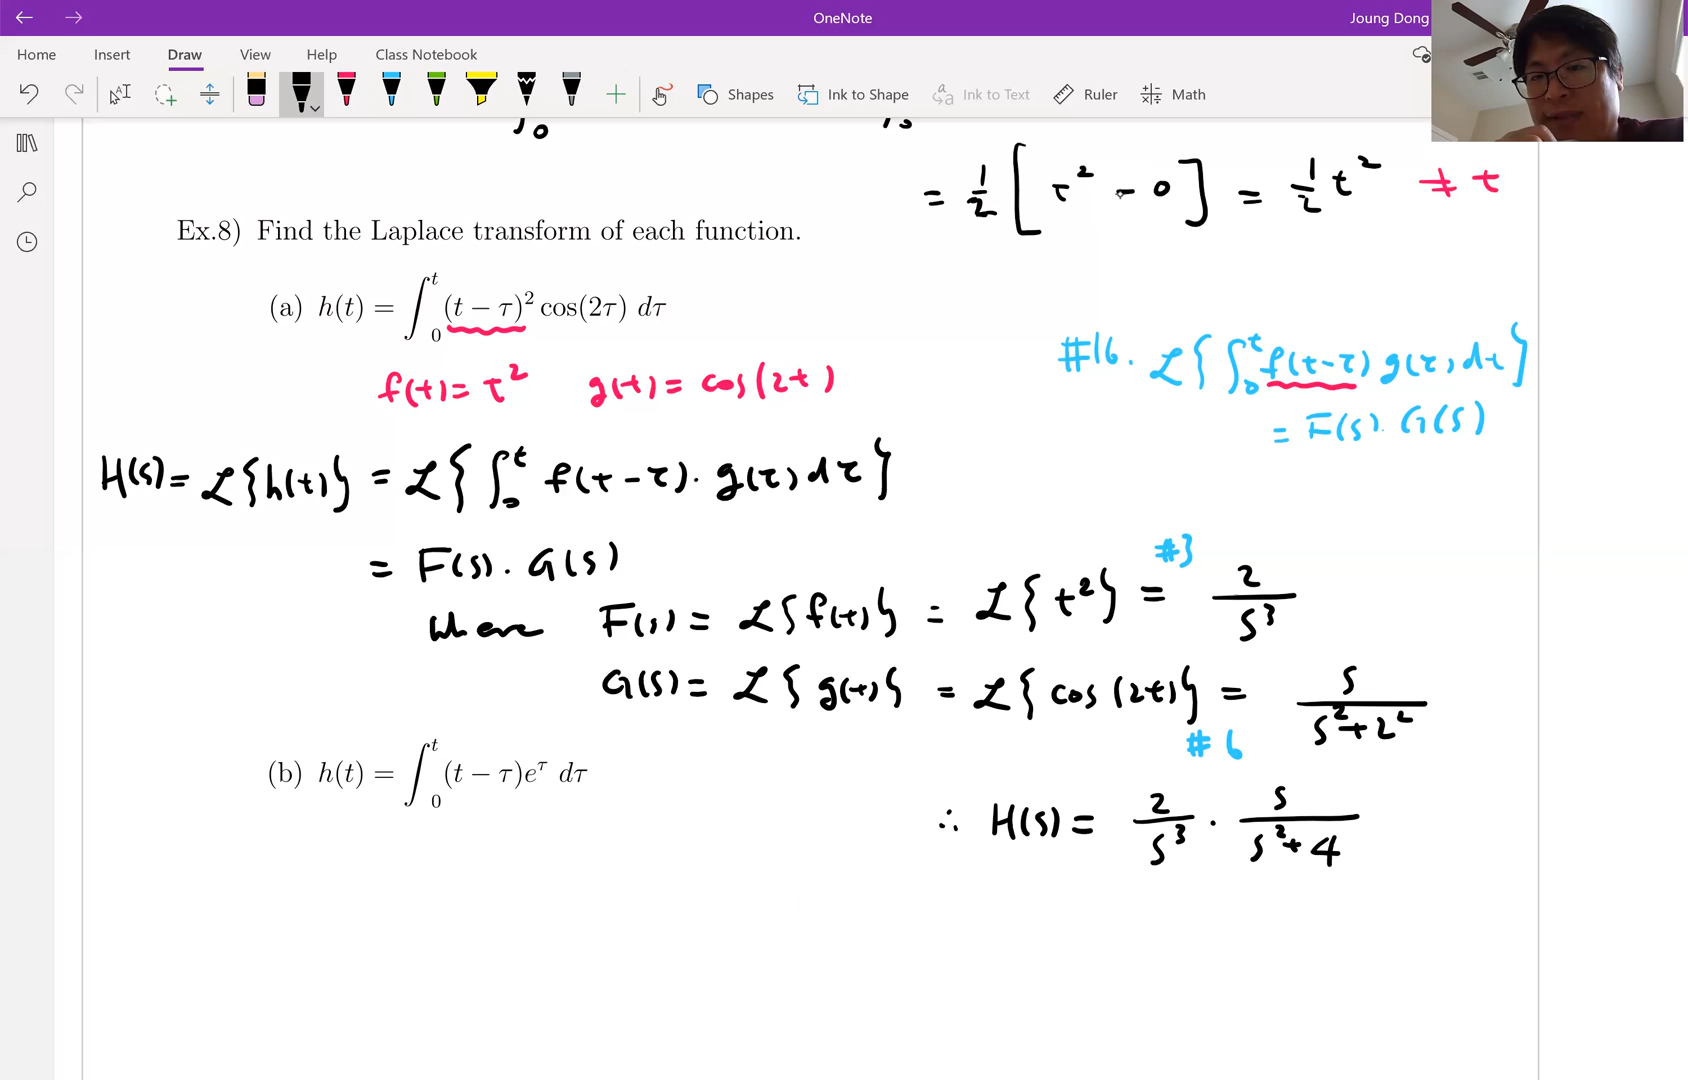 OneNote
Joung Dong
Home Insert Draw View Help Class Notebook
Shapes Ink to Shape Ink to Text Ruler Math
= 1/2 [ t² - 0 ] = 1/2 t² ≠ t
Ex.8) Find the Laplace transform of each function.
(a) h(t) = ∫₀ᵗ (t − τ)² cos(2τ) dτ
#16. ℒ{ ∫₀ᵗ f(t-τ) g(τ) dτ }
= F(s) · G(s)
f(t) = t² g(t) = cos(2t)
H(s) = ℒ{h(t)} = ℒ{ ∫₀ᵗ f(t-τ) · g(τ) dτ }
= F(s) · G(s)
#3
where F(s) = ℒ{f(t)} = ℒ{t²} = 2/s³
G(s) = ℒ{g(t)} = ℒ{cos(2t)} = s/(s²+2²)
#6
(b) h(t) = ∫₀ᵗ (t − τ)e^τ dτ
∴ H(s) = 2/s³ · s/(s²+4)